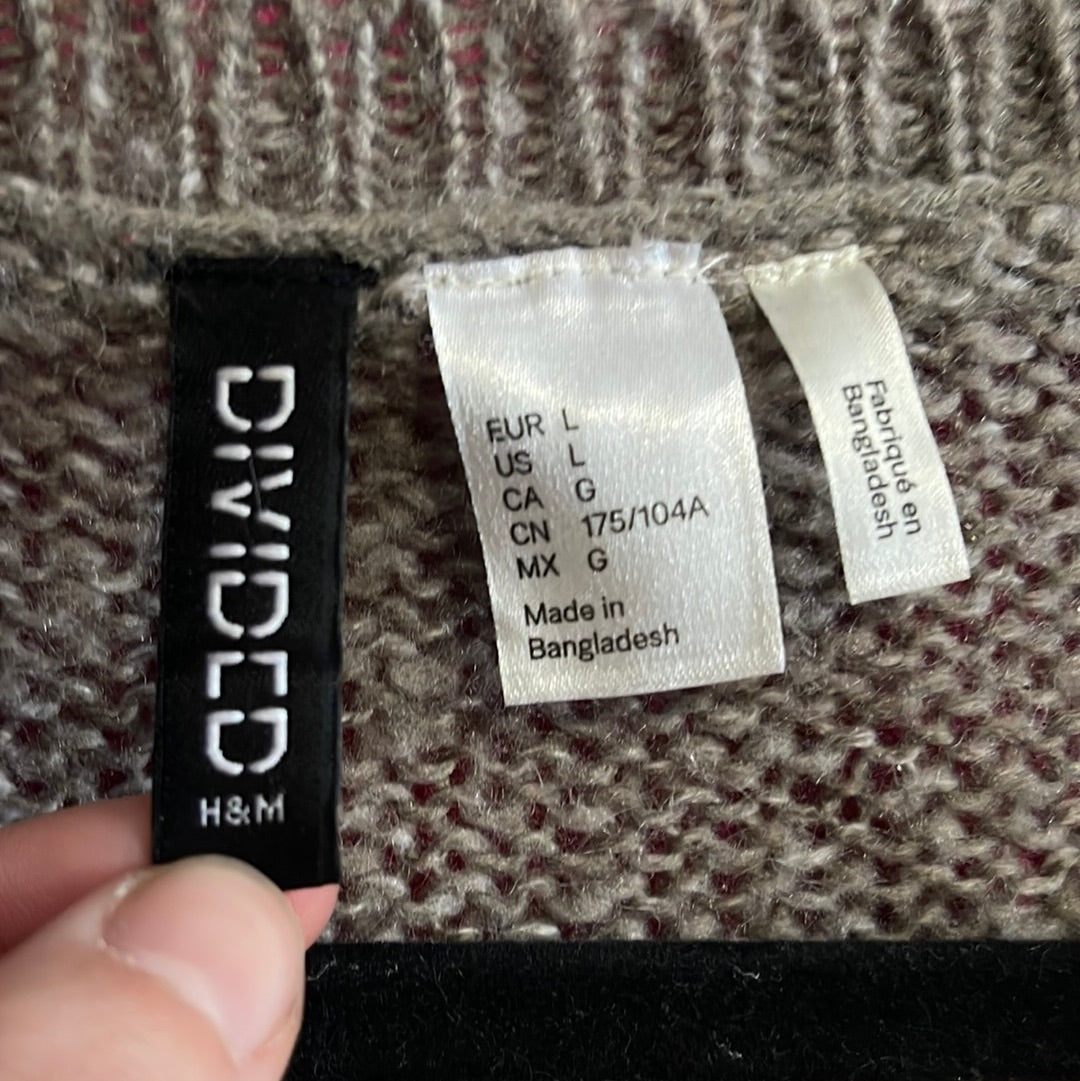 DIVIDED
H&M
EUR L
US L
CA G
CN 175/104A
MX G
Made in
Bangladesh
Fabriqué en
Bangladesh